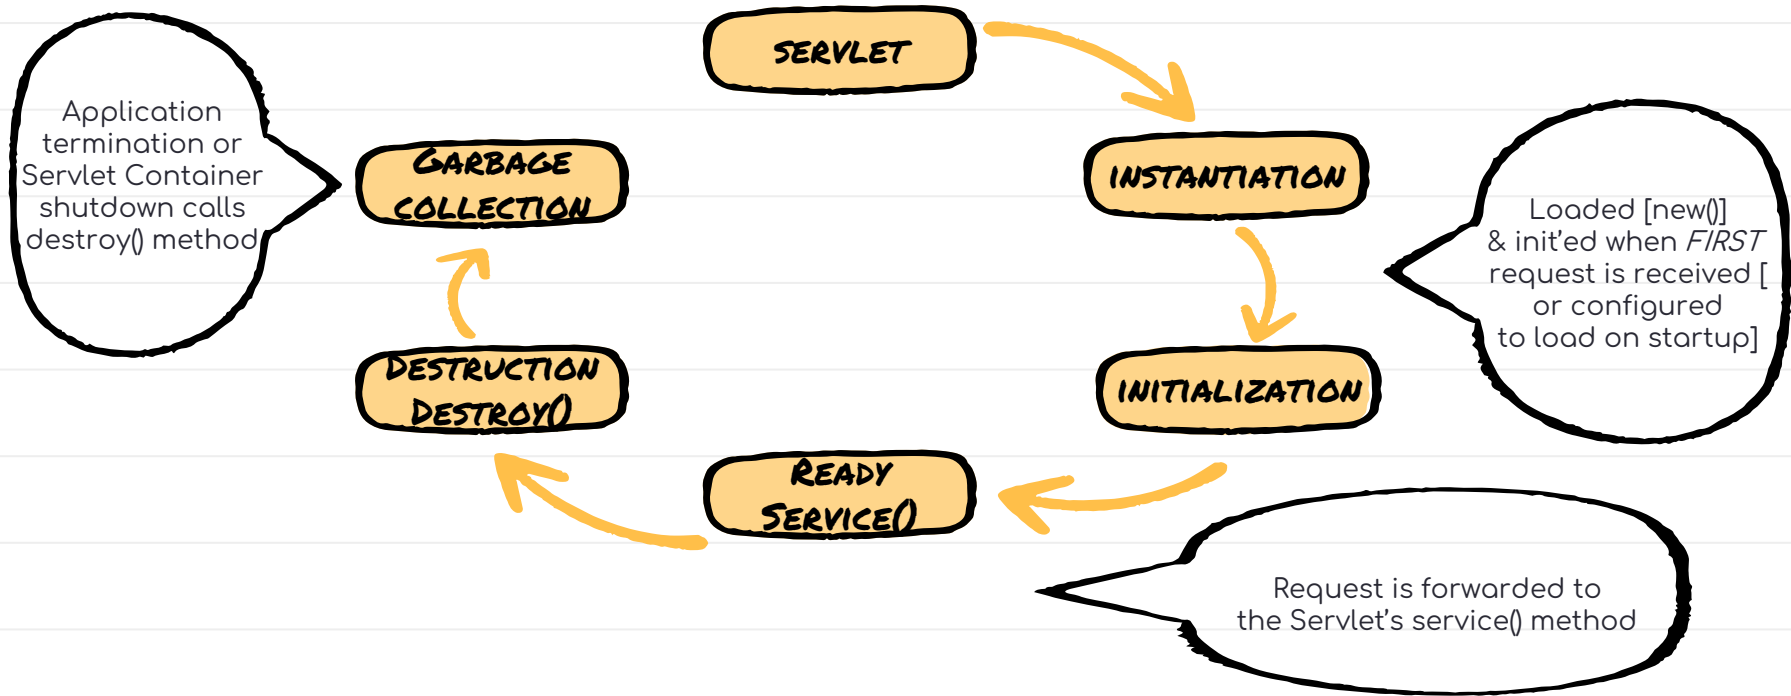 SERVLET
Application
termination or
Servlet Container
shutdown calls
destroy() method
GARBAGE
COLLECTION
INSTANTIATION
Loaded [new()]
& init’ed when FIRST
request is received [
or configured
to load on startup]
DESTRUCTION
DESTROY()
INITIALIZATION
READY
SERVICE()
Request is forwarded to
the Servlet’s service() method